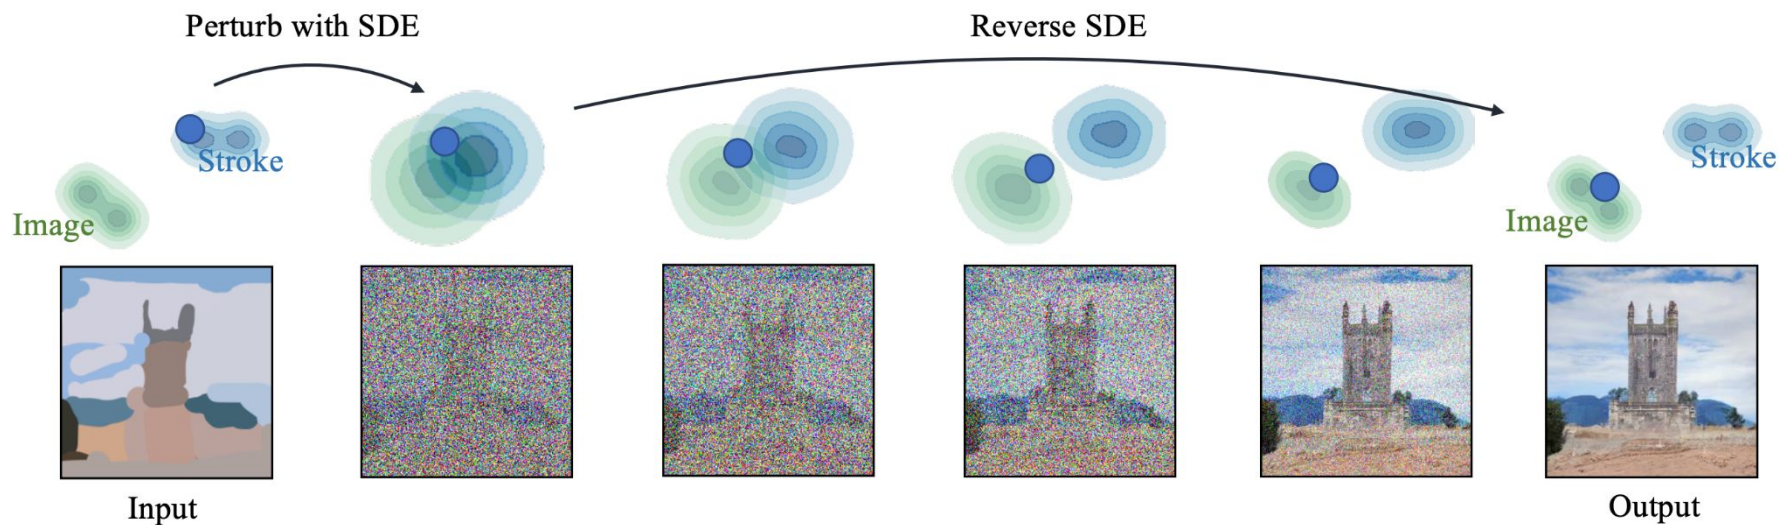 Perturb with SDE
Reverse SDE
Stroke
Image
Stroke
Image
Input
Output